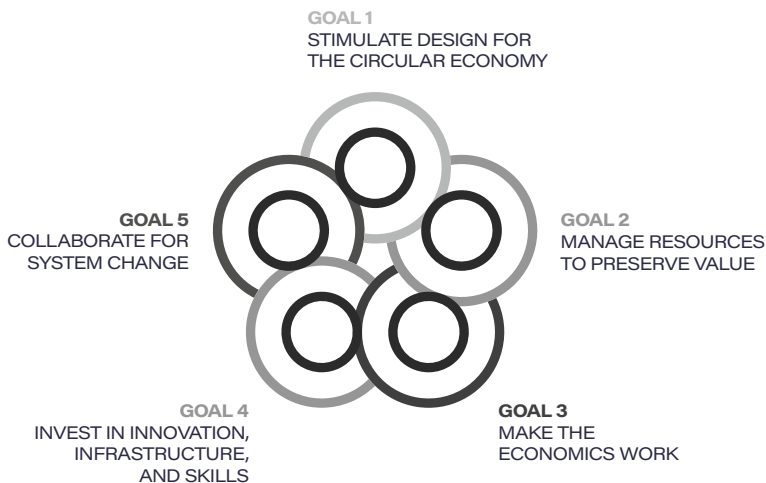 GOAL 1
STIMULATE DESIGN FOR
THE CIRCULAR ECONOMY
GOAL 2
MANAGE RESOURCES
TO PRESERVE VALUE
GOAL 3
MAKE THE
ECONOMICS WORK
GOAL 4
INVEST IN INNOVATION,
INFRASTRUCTURE,
AND SKILLS
GOAL 5
COLLABORATE FOR
SYSTEM CHANGE